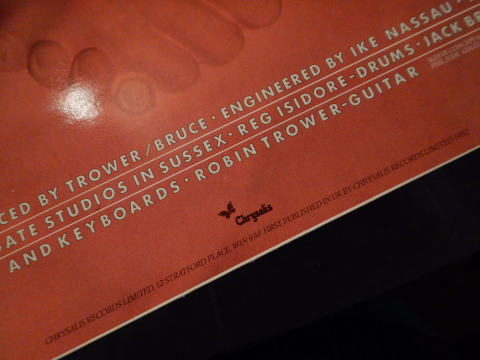 CED BY TROWER/BRUCE · ENGINEERED BY IKE NASSAU ·
GATE STUDIOS IN SUSSEX · REG ISIDORE-DRUMS · JACK BR
AND KEYBOARDS · ROBIN TROWER-GUITAR
Chrysalis
CHRYSALIS RECORDS LIMITED, 12 STRATFORD PLACE, WIN 9AF. FIRST PUBLISHED IN UK BY CHRYSALIS RECORDS LIMITED 1982